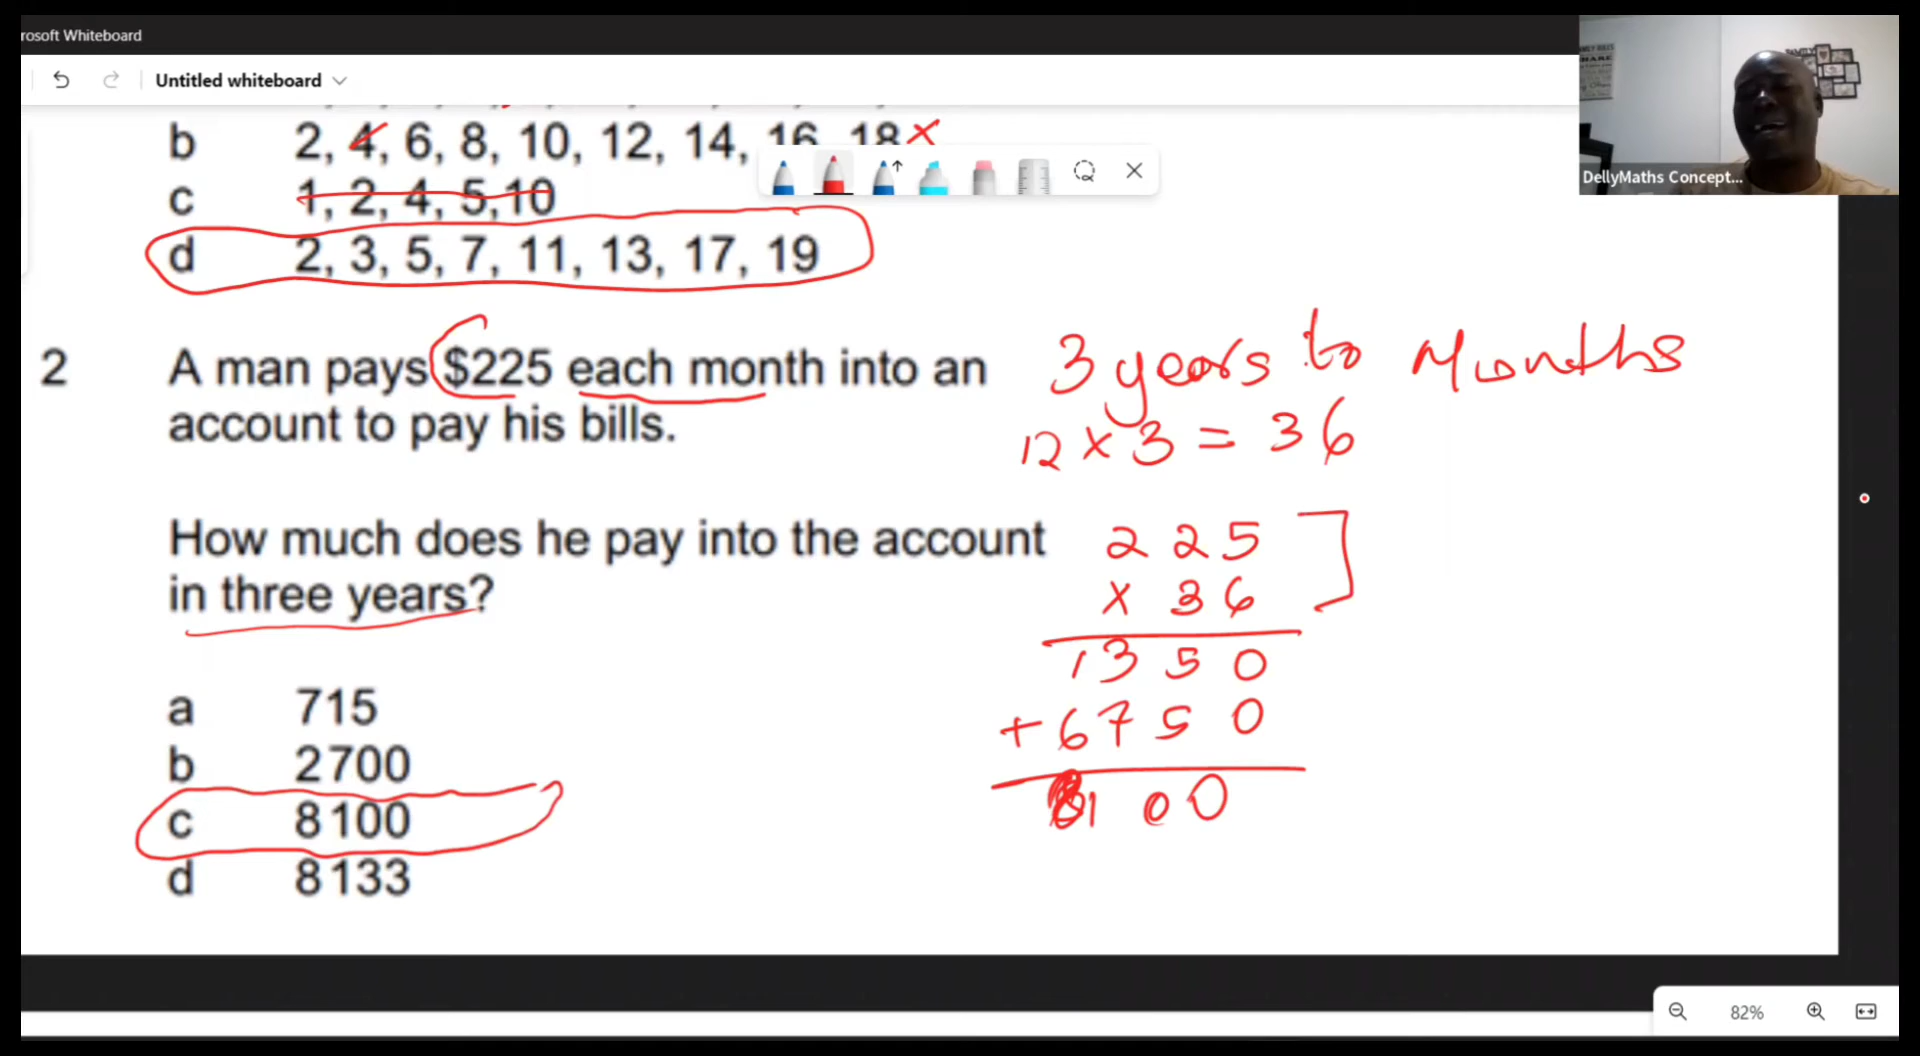 rosoft Whiteboard
Untitled whiteboard
b 2, 4, 6, 8, 10, 12, 14, 16, 18 x
c 1, 2, 4, 5,10
d 2, 3, 5, 7, 11, 13, 17, 19
DellyMaths Concept...
2 A man pays $225 each month into an
account to pay his bills.
3 years to Months
12 x 3 = 36
How much does he pay into the account
in three years?
225
x 36
1350
+ 6750
8100
a 715
b 2700
c 8100
d 8133
82%